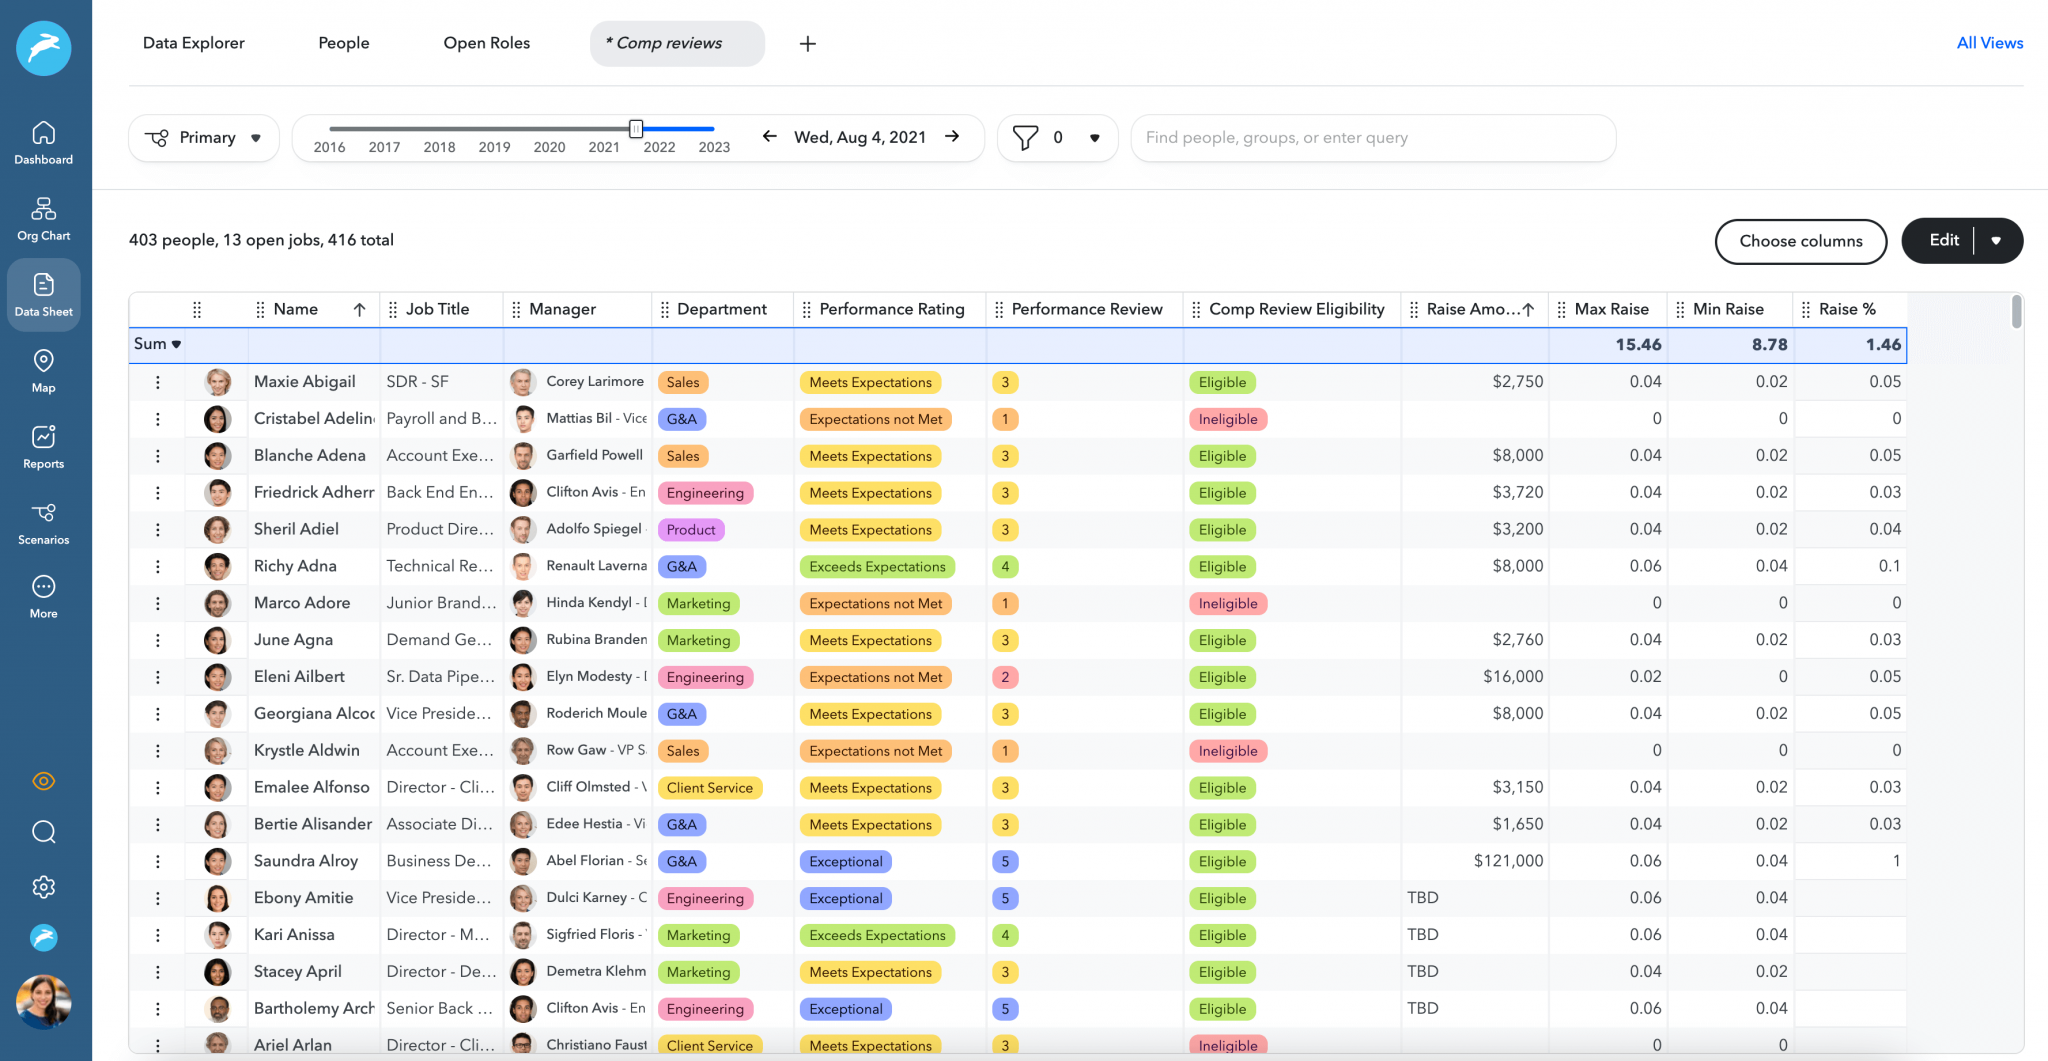 Data Explorer People Open Roles * Comp reviews + All Views
Primary 2016 2017 2018 2019 2020 2021 2022 2023 Wed, Aug 4, 2021 0 Find people, groups, or enter query
Dashboard
Org Chart
Data Sheet
Map
Reports
Scenarios
More
403 people, 13 open jobs, 416 total Choose columns Edit
Name Job Title Manager Department Performance Rating Performance Review Comp Review Eligibility Raise Amo... Max Raise Min Raise Raise %
Sum 15.46 8.78 1.46
Maxie Abigail SDR - SF Corey Larimore Sales Meets Expectations 3 Eligible $2,750 0.04 0.02 0.05
Cristabel Adelin Payroll and B... Mattias Bil - Vice G&A Expectations not Met 1 Ineligible 0 0 0
Blanche Adena Account Exe... Garfield Powell Sales Meets Expectations 3 Eligible $8,000 0.04 0.02 0.05
Friedrick Adherr Back End En... Clifton Avis - En Engineering Meets Expectations 3 Eligible $3,720 0.04 0.02 0.03
Sheril Adiel Product Dire... Adolfo Spiegel - Product Meets Expectations 3 Eligible $3,200 0.04 0.02 0.04
Richy Adna Technical Re... Renault Laverna G&A Exceeds Expectations 4 Eligible $8,000 0.06 0.04 0.1
Marco Adore Junior Brand... Hinda Kendyl - Marketing Expectations not Met 1 Ineligible 0 0 0
June Agna Demand Ge... Rubina Branden Marketing Meets Expectations 3 Eligible $2,760 0.04 0.02 0.03
Eleni Ailbert Sr. Data Pipe... Elyn Modesty - Engineering Expectations not Met 2 Eligible $16,000 0.02 0 0.05
Georgiana Alcoc Vice Preside... Roderich Moule G&A Meets Expectations 3 Eligible $8,000 0.04 0.02 0.05
Krystle Aldwin Account Exe... Row Gaw - VP S Sales Expectations not Met 1 Ineligible 0 0 0
Emalee Alfonso Director - Cli... Cliff Olmsted - V Client Service Meets Expectations 3 Eligible $3,150 0.04 0.02 0.03
Bertie Alisander Associate Di... Edee Hestia - Vi G&A Meets Expectations 3 Eligible $1,650 0.04 0.02 0.03
Saundra Alroy Business De... Abel Florian - Se G&A Exceptional 5 Eligible $121,000 0.06 0.04 1
Ebony Amitie Vice Preside... Dulci Karney - C Engineering Exceptional 5 Eligible TBD 0.06 0.04
Kari Anissa Director - M... Sigfried Floris - Marketing Exceeds Expectations 4 Eligible TBD 0.06 0.04
Stacey April Director - De... Demetra Klehm Marketing Meets Expectations 3 Eligible TBD 0.04 0.02
Bartholemy Arch Senior Back ... Clifton Avis - En Engineering Exceptional 5 Eligible TBD 0.06 0.04
Ariel Arlan Director - Cli... Christiano Faust Client Service Meets Expectations 3 Ineligible 0 0 0